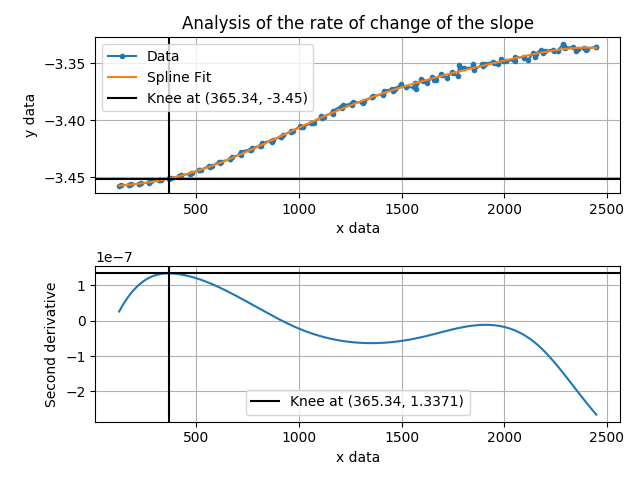 Analysis of the rate of change of the slope
Data
Spline Fit
Knee at (365.34, -3.45)
y data
−3.35
−3.40
−3.45
500 1000 1500 2000 2500
x data
1e−7
Second derivative
1
0
−1
−2
Knee at (365.34, 1.3371)
500 1000 1500 2000 2500
x data